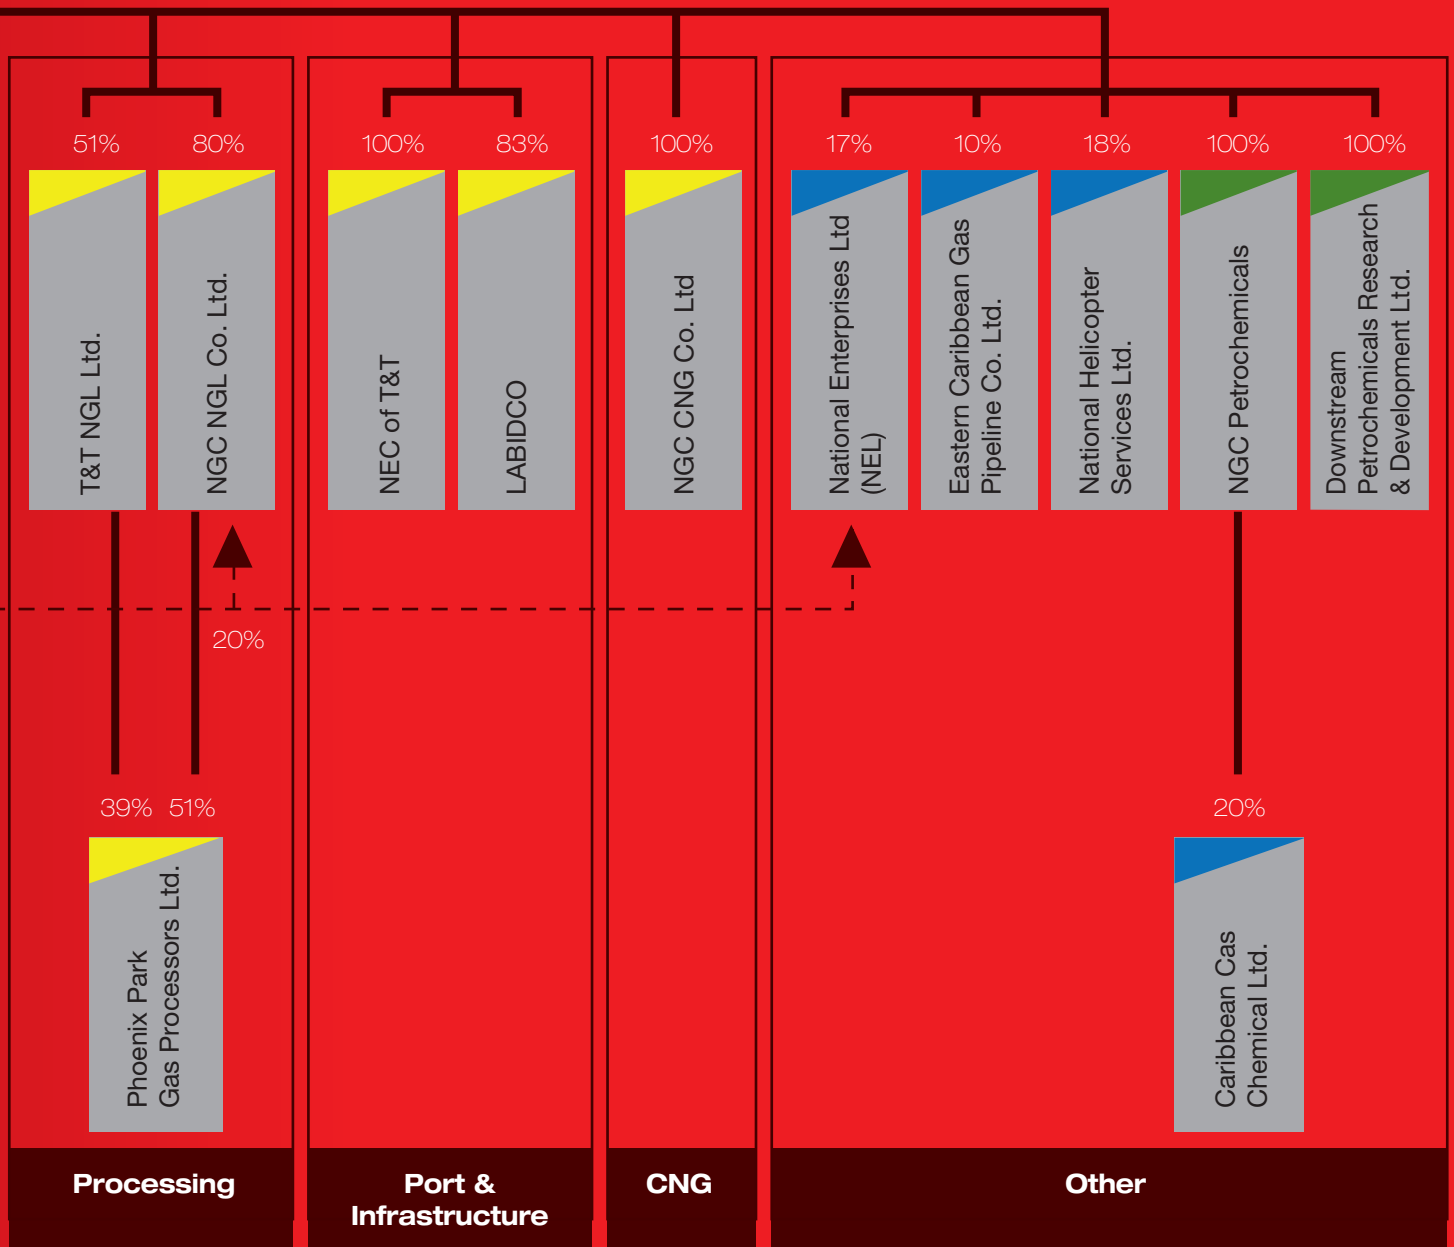 51%
80%
100%
83%
100%
17%
10%
18%
100%
100%
T&T NGL Ltd.
NGC NGL Co. Ltd.
NEC of T&T
LABIDCO
NGC CNG Co. Ltd
National Enterprises Ltd
(NEL)
Eastern Caribbean Gas
Pipeline Co. Ltd.
National Helicopter
Services Ltd.
NGC Petrochemicals
Downstream
Petrochemicals Research
& Development Ltd.
20%
39%
51%
20%
Phoenix Park
Gas Processors Ltd.
Caribbean Cas
Chemical Ltd.
Processing
Port &
Infrastructure
CNG
Other